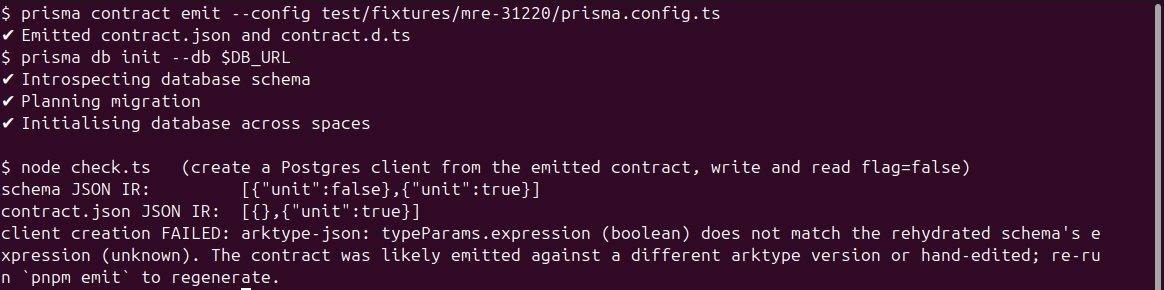 $ prisma contract emit --config test/fixtures/mre-31220/prisma.config.ts
✔ Emitted contract.json and contract.d.ts
$ prisma db init --db $DB_URL
✔ Introspecting database schema
✔ Planning migration
✔ Initialising database across spaces
$ node check.ts   (create a Postgres client from the emitted contract, write and read flag=false)
schema JSON IR:         [{"unit":false},{"unit":true}]
contract.json JSON IR:  [{},{"unit":true}]
client creation FAILED: arktype-json: typeParams.expression (boolean) does not match the rehydrated schema's e
xpression (unknown). The contract was likely emitted against a different arktype version or hand-edited; re-ru
n `pnpm emit` to regenerate.